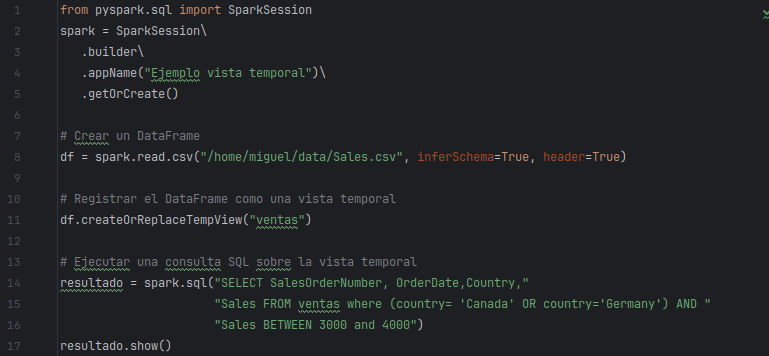 1 from pyspark.sql import SparkSession
2 spark = SparkSession\
3 .builder\
4 .appName("Ejemplo vista temporal")\
5 .getOrCreate()
6
7 # Crear un DataFrame
8 df = spark.read.csv("/home/miguel/data/Sales.csv", inferSchema=True, header=True)
9
10 # Registrar el DataFrame como una vista temporal
11 df.createOrReplaceTempView("ventas")
12
13 # Ejecutar una consulta SQL sobre la vista temporal
14 resultado = spark.sql("SELECT SalesOrderNumber, OrderDate,Country,"
15 "Sales FROM ventas where (country= 'Canada' OR country='Germany') AND "
16 "Sales BETWEEN 3000 and 4000")
17 resultado.show()